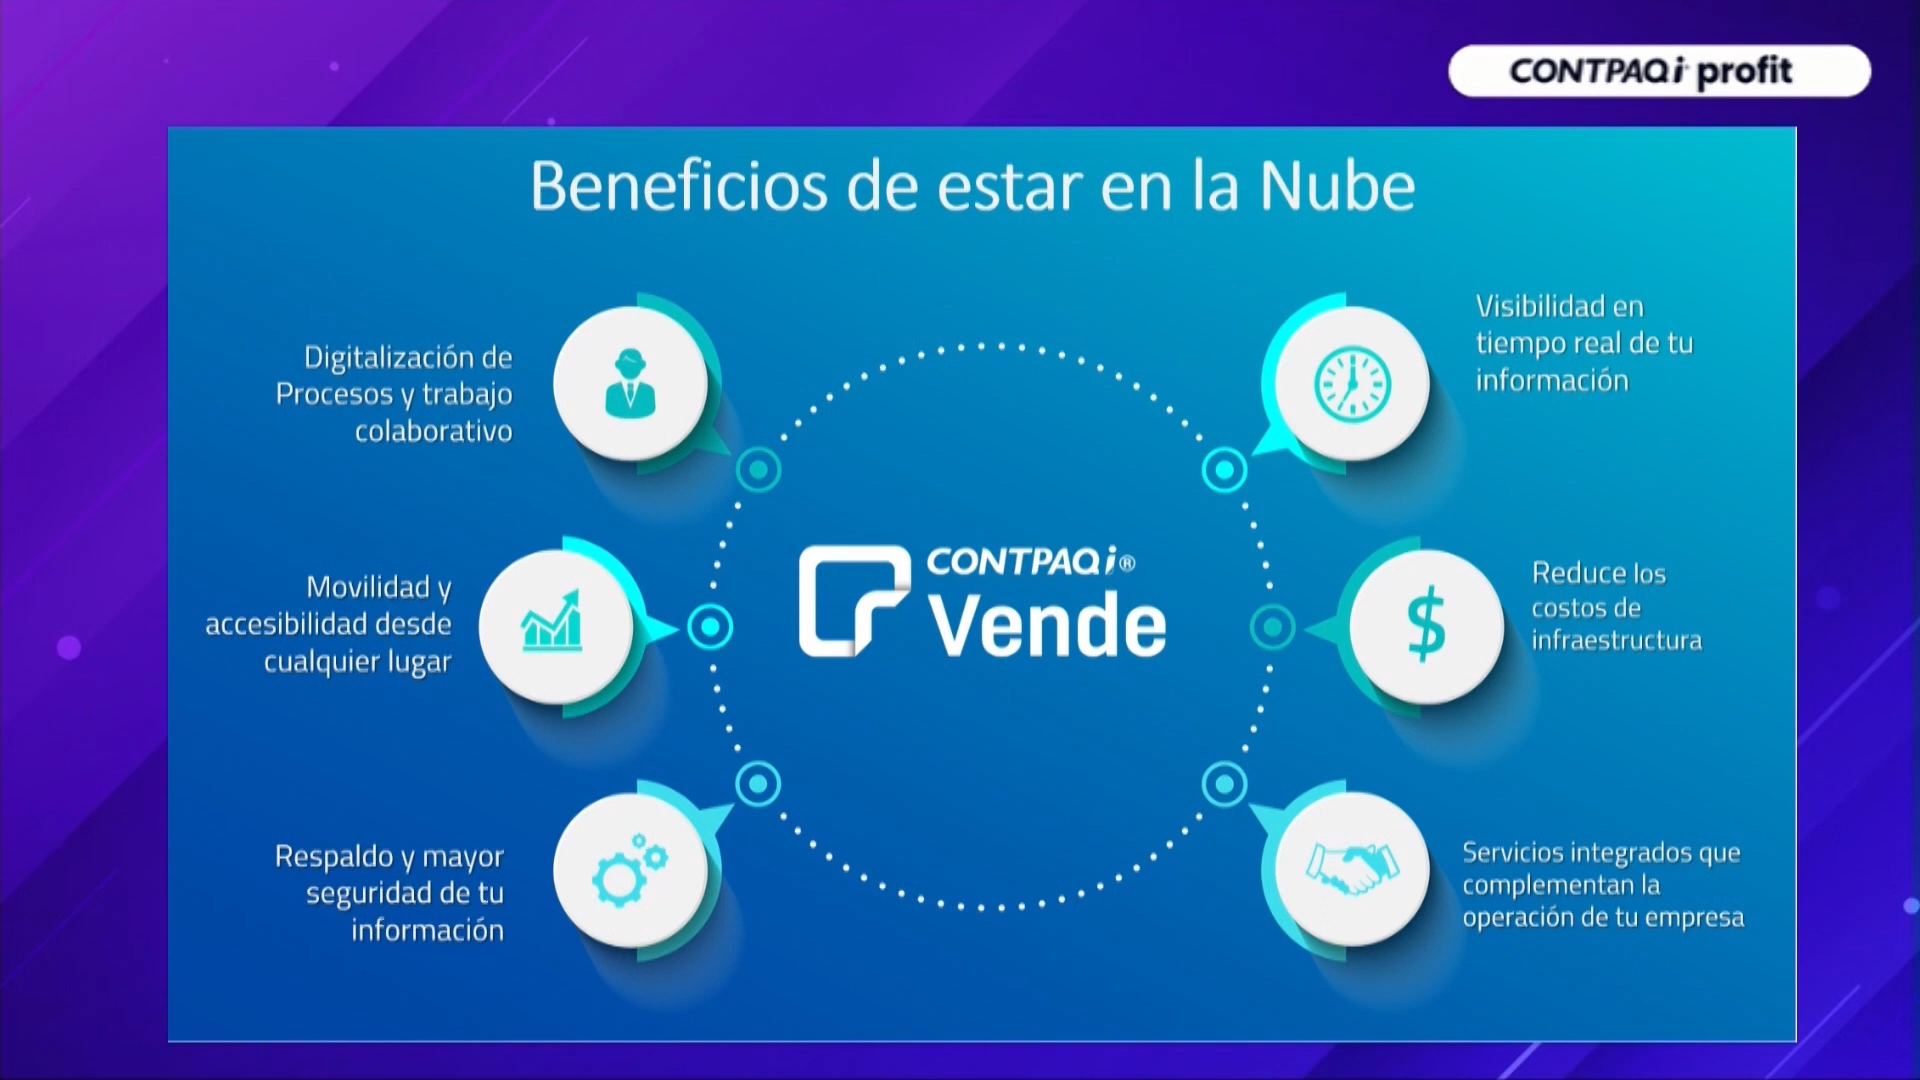 CONTPAQi profit
Beneficios de estar en la Nube
Digitalización de
Procesos y trabajo
colaborativo
Movilidad y
accesibilidad desde
cualquier lugar
Respaldo y mayor
seguridad de tu
información
CONTPAQi®
Vende
Visibilidad en
tiempo real de tu
información
$
Reduce los
costos de
infraestructura
Servicios integrados que
complementan la
operación de tu empresa